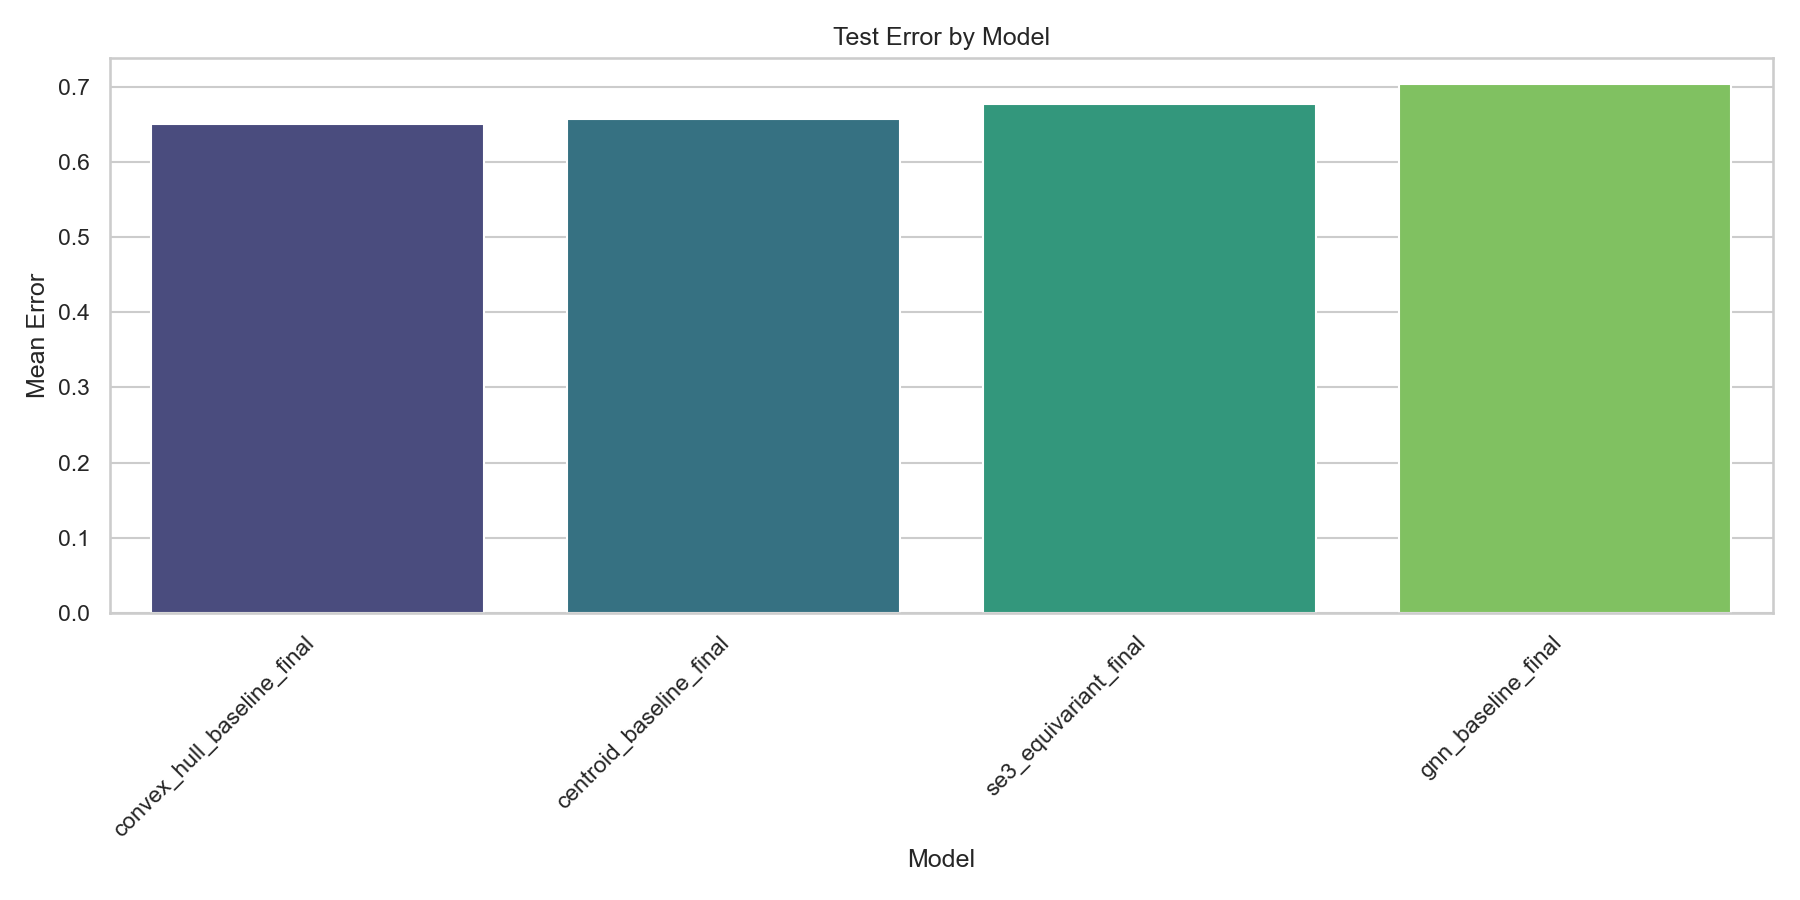 Test Error by Model
Mean Error
0.7
0.6
0.5
0.4
0.3
0.2
0.1
0.0
convex_hull_baseline_final
centroid_baseline_final
se3_equivariant_final
gnn_baseline_final
Model